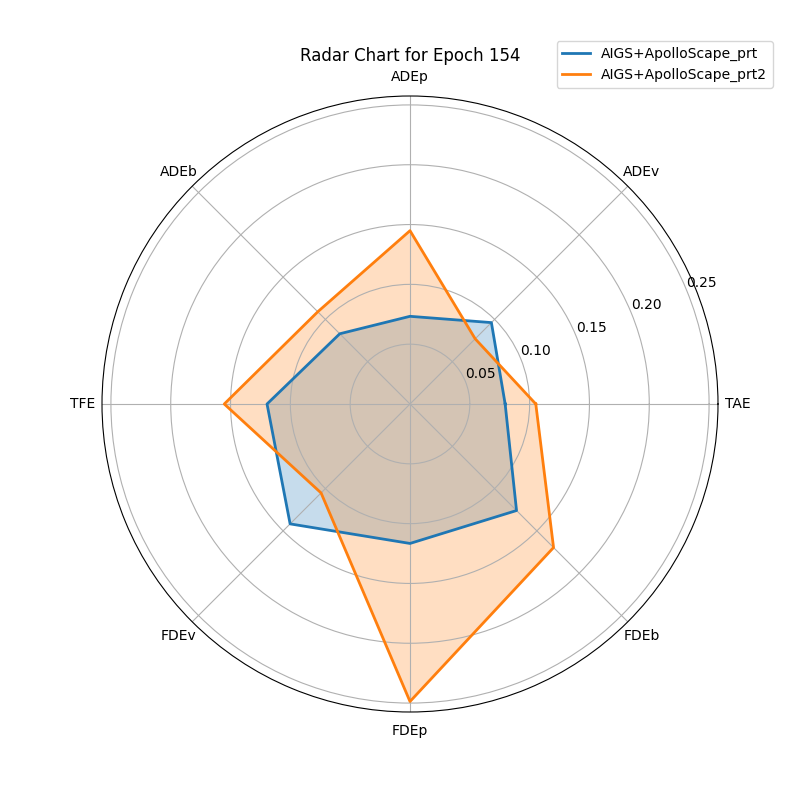 Radar Chart for Epoch 154
AIGS+ApolloScape_prt
AIGS+ApolloScape_prt2
ADEp
ADEb
ADEv
0.25
0.20
0.15
0.10
0.05
TFE
TAE
FDEv
FDEb
FDEp